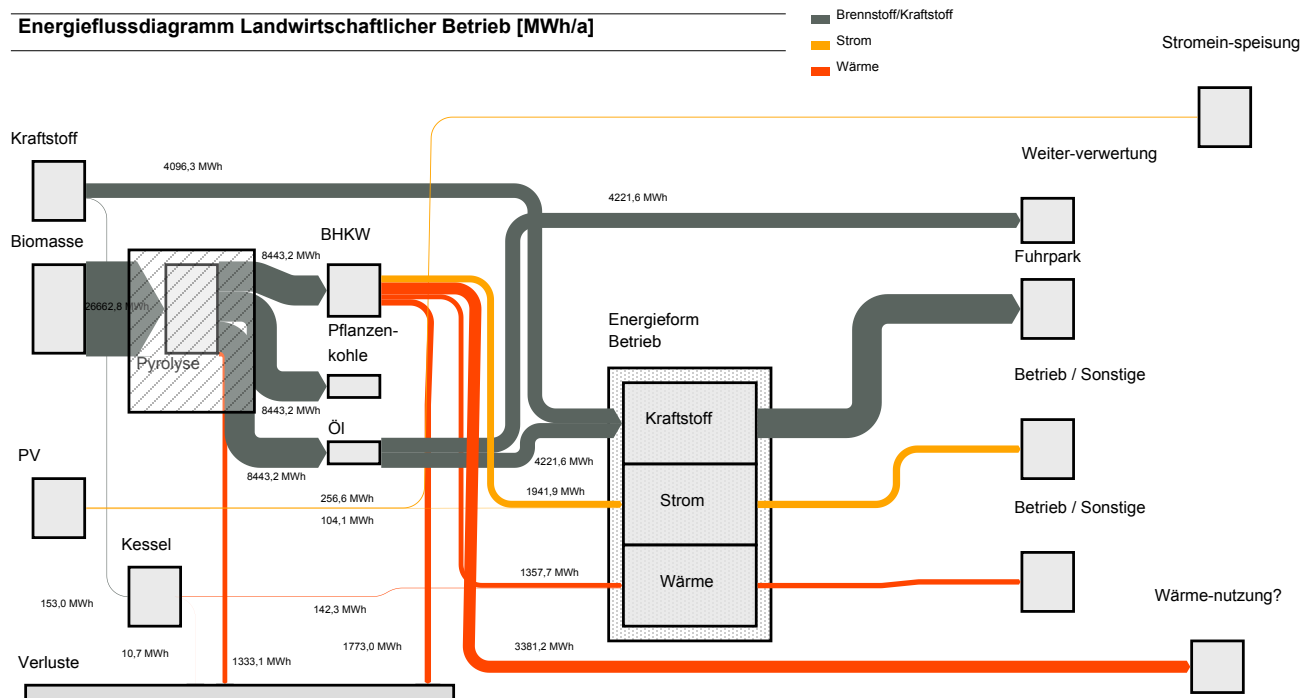 Energieflussdiagramm Landwirtschaftlicher Betrieb [MWh/a]
Brennstoff/Kraftstoff
Strom
Wärme
Stromein-speisung
Kraftstoff
4096,3 MWh
Weiter-verwertung
4221,6 MWh
Biomasse
BHKW
8443,2 MWh
Fuhrpark
26662,8 MWh
Pyrolyse
Pflanzen-
kohle
8443,2 MWh
Energieform
Betrieb
Betrieb / Sonstige
Kraftstoff
Öl
8443,2 MWh
4221,6 MWh
PV
256,6 MWh
1941,9 MWh
Strom
104,1 MWh
Betrieb / Sonstige
Kessel
1357,7 MWh
Wärme
153,0 MWh
142,3 MWh
Wärme-nutzung?
10,7 MWh
1333,1 MWh
1773,0 MWh
3381,2 MWh
Verluste